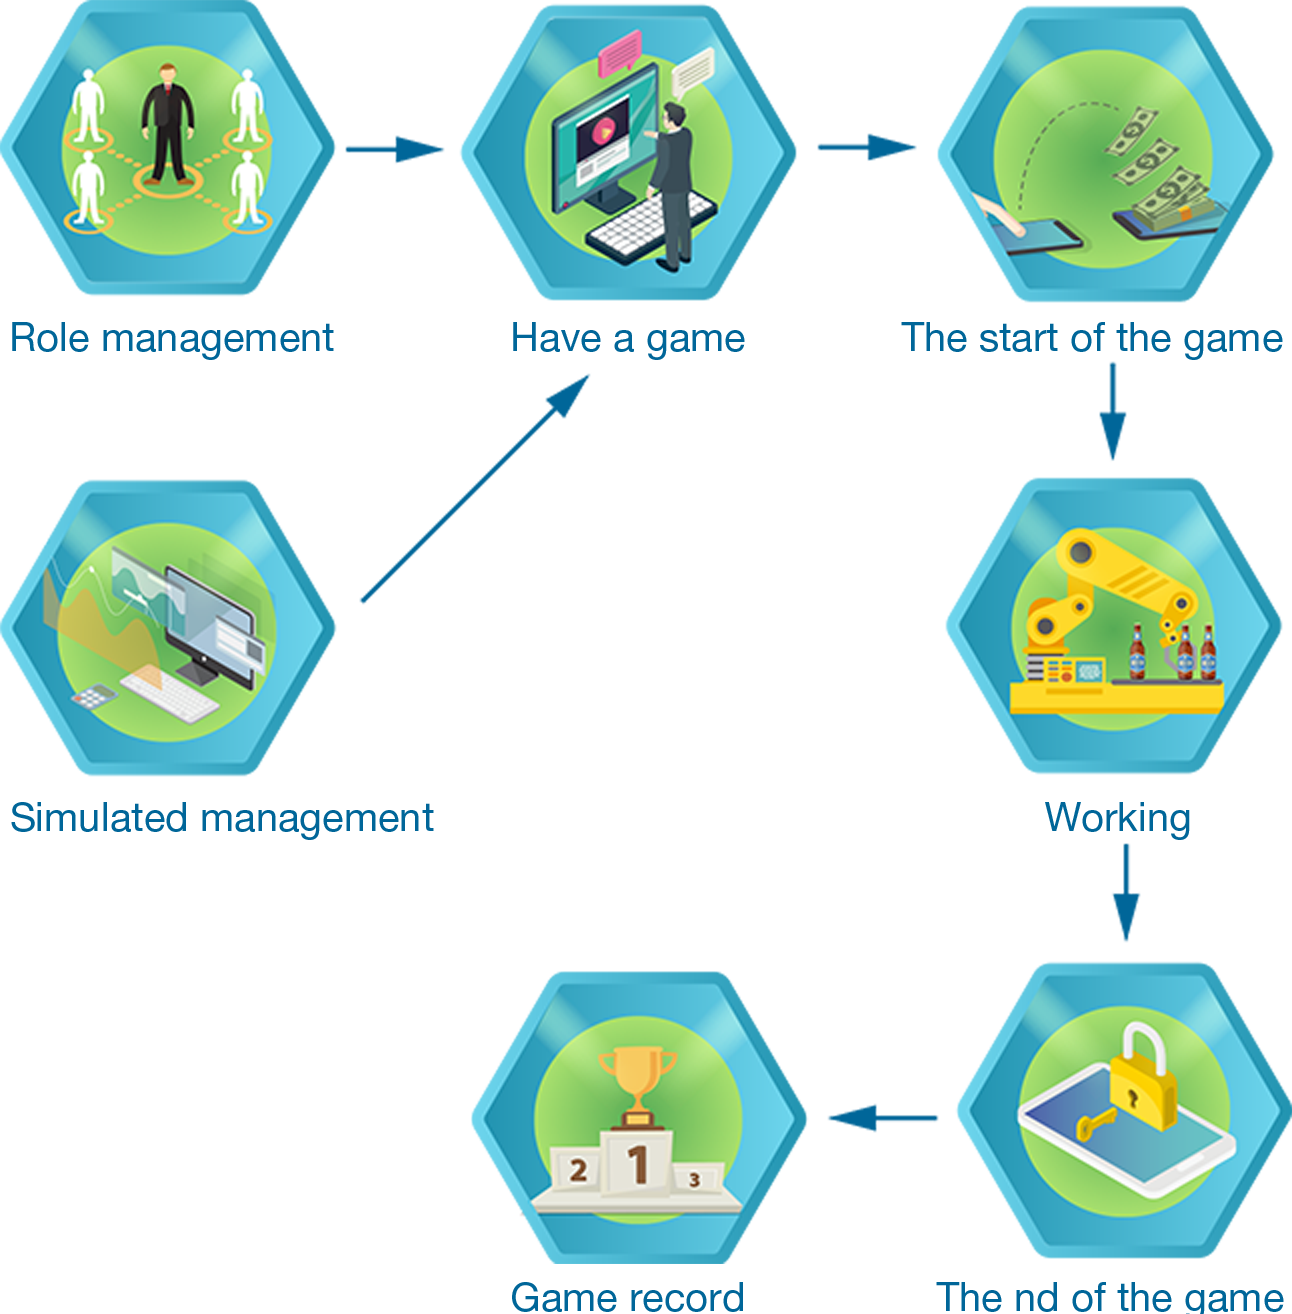 Role management
Have a game
The start of the game
Simulated management
Working
2
1
3
Game record
The nd of the game